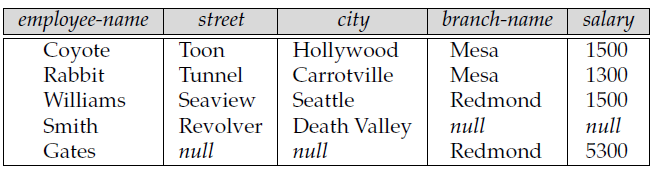 employee-name street city branch-name salary
Coyote Toon Hollywood Mesa 1500
Rabbit Tunnel Carrotville Mesa 1300
Williams Seaview Seattle Redmond 1500
Smith Revolver Death Valley null null
Gates null null Redmond 5300